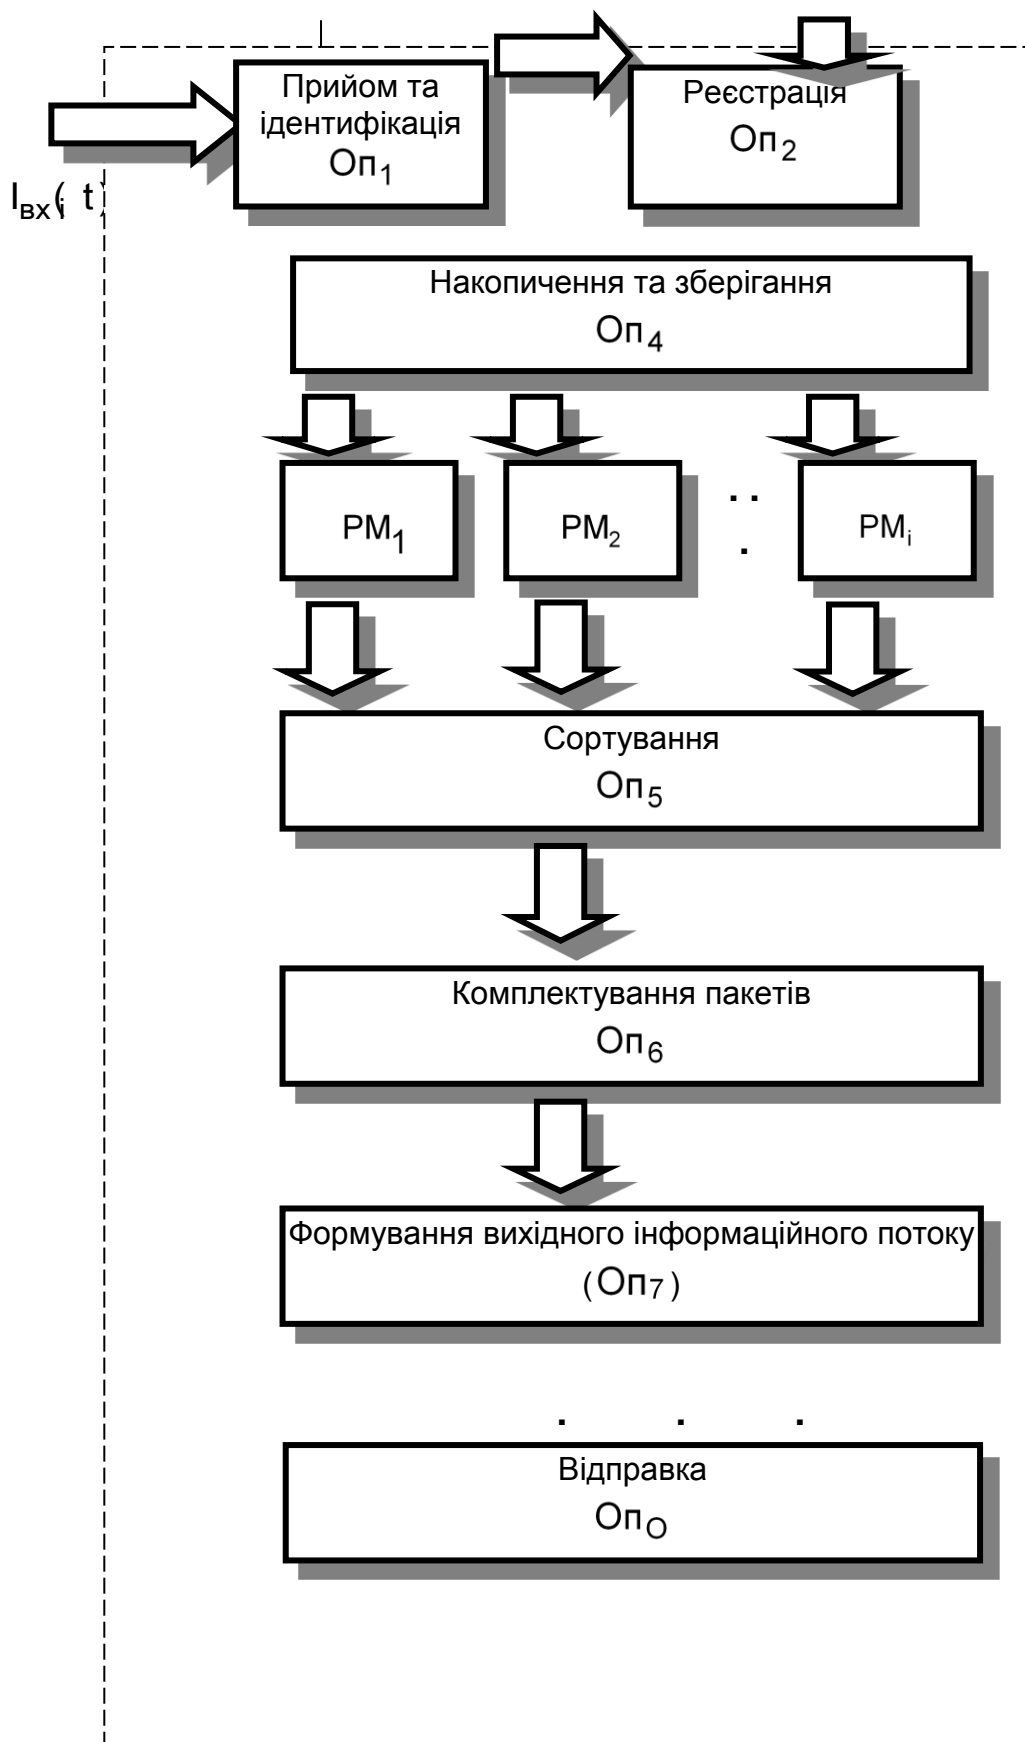 Прийом та
ідентифікація
Оп1
Реєстрація
Оп2
Iвх(i t)
Накопичення та зберігання
Оп4
РМ1
РМ2
. .
.
РМi
Сортування
Оп5
Комплектування пакетів
Оп6
Формування вихідного інформаційного потоку
(Оп7)
. . .
Відправка
ОпО